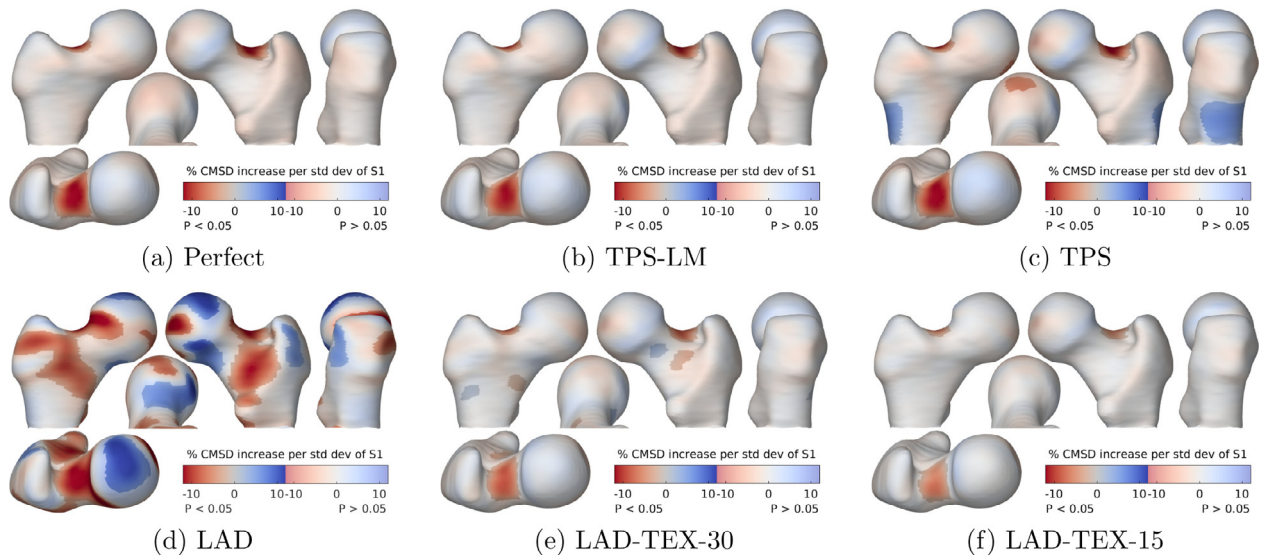 % CMSD increase per std dev of S1 % CMSD increase per std dev of S1 % CMSD increase per std dev of S1
-10 0 10 -10 0 10 -10 0 10 -10 0 10 -10 0 10 -10 0 10
P < 0.05 P > 0.05 P < 0.05 P > 0.05 P < 0.05 P > 0.05
(a) Perfect (b) TPS-LM (c) TPS
% CMSD increase per std dev of S1 % CMSD increase per std dev of S1 % CMSD increase per std dev of S1
-10 0 10 -10 0 10 -10 0 10 -10 0 10 -10 0 10 -10 0 10
P < 0.05 P > 0.05 P < 0.05 P > 0.05 P < 0.05 P > 0.05
(d) LAD (e) LAD-TEX-30 (f) LAD-TEX-15